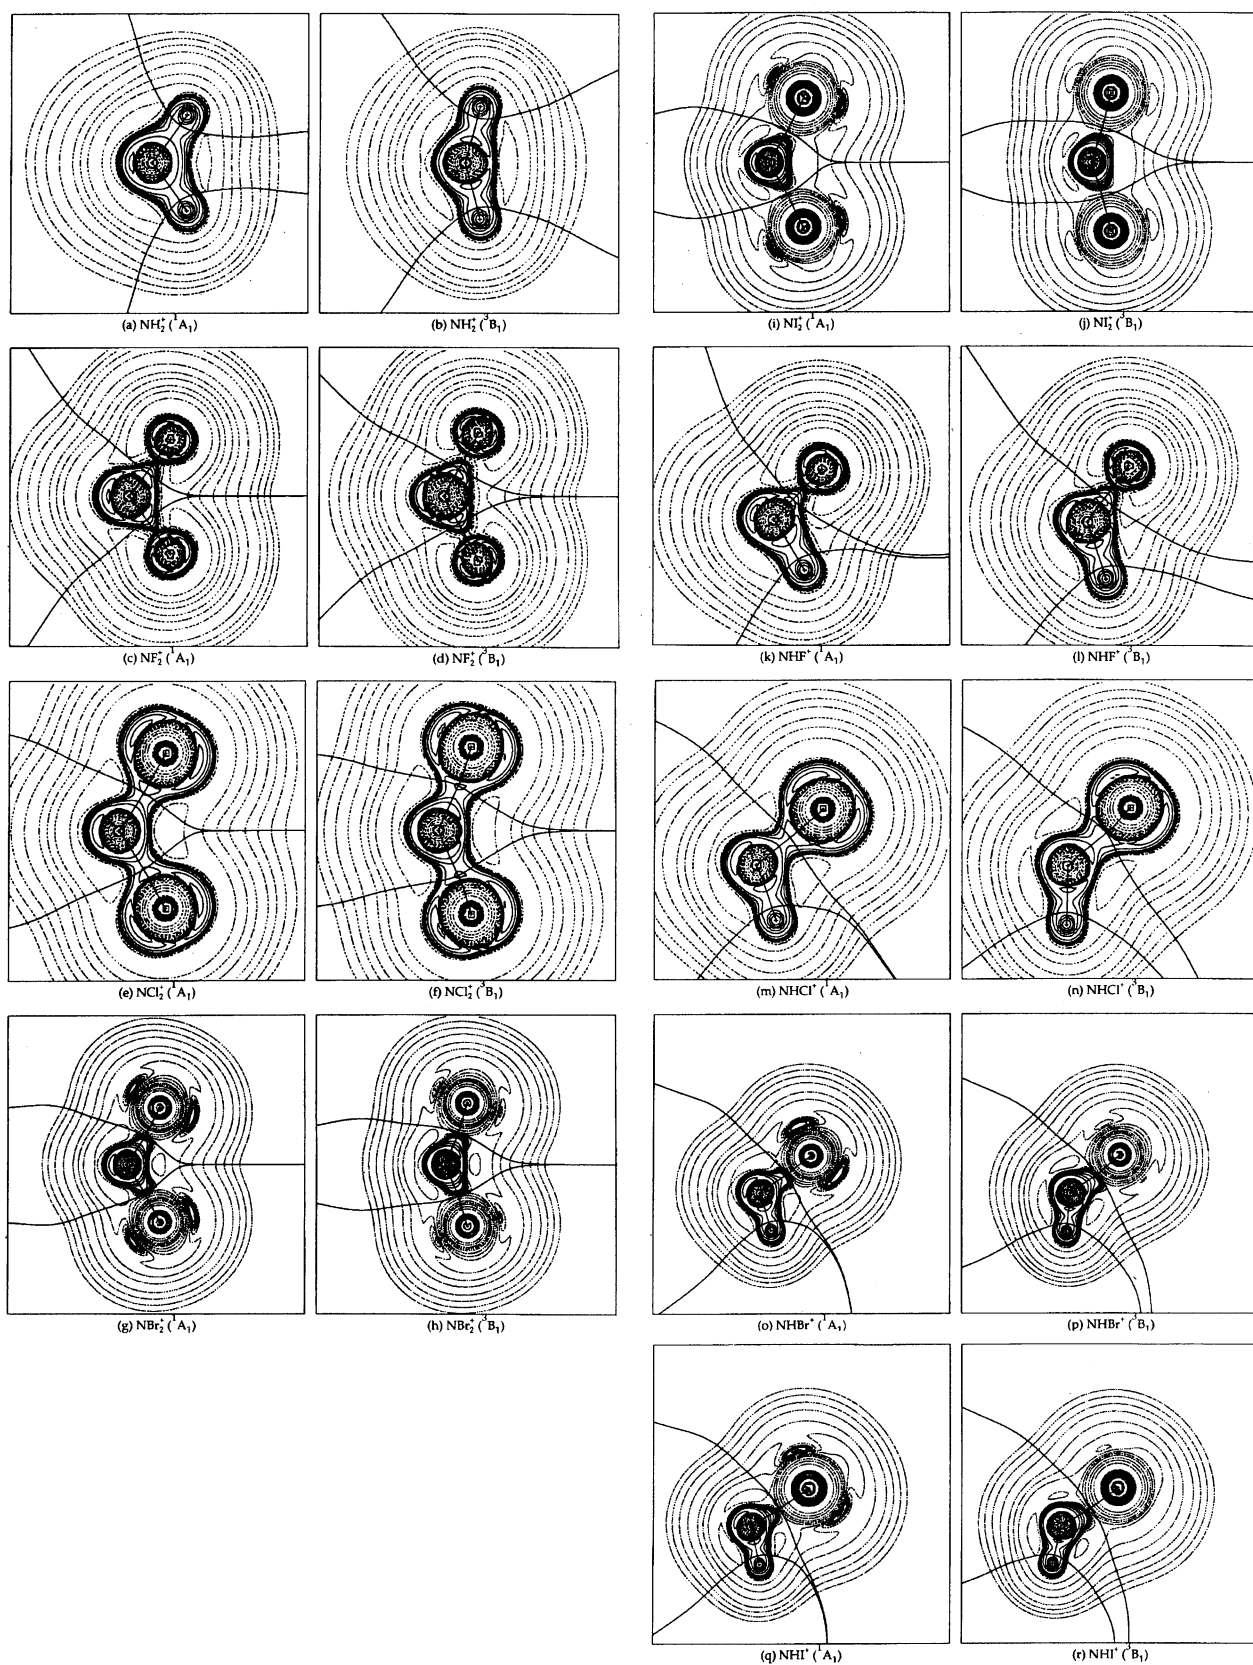 (a) NH₂⁺ (¹A₁)
(b) NH₂⁺ (³B₁)
(c) NF₂⁺ (¹A₁)
(d) NF₂⁺ (³B₁)
(e) NCl₂⁺ (¹A₁)
(f) NCl₂⁺ (³B₁)
(g) NBr₂⁺ (¹A₁)
(h) NBr₂⁺ (³B₁)
(i) NI₂⁺ (¹A₁)
(j) NI₂⁺ (³B₁)
(k) NHF⁺ (¹A₁)
(l) NHF⁺ (³B₁)
(m) NHCl⁺ (¹A₁)
(n) NHCl⁺ (³B₁)
(o) NHBr⁺ (¹A₁)
(p) NHBr⁺ (³B₁)
(q) NHI⁺ (¹A₁)
(r) NHI⁺ (³B₁)